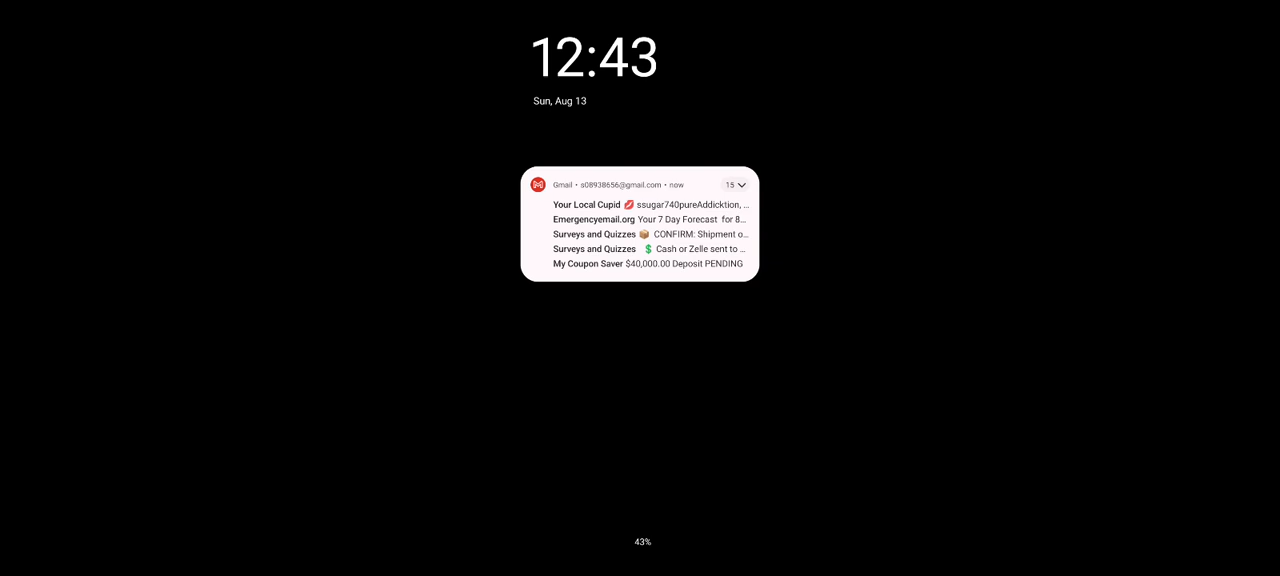 12:43
Sun, Aug 13
Gmail • s08938656@gmail.com • now 15
Your Local Cupid 💋 ssugar740pureAddicktion, ...
Emergencyemail.org Your 7 Day Forecast for 8...
Surveys and Quizzes 📦 CONFIRM: Shipment o...
Surveys and Quizzes 💲 Cash or Zelle sent to ...
My Coupon Saver $40,000.00 Deposit PENDING
43%